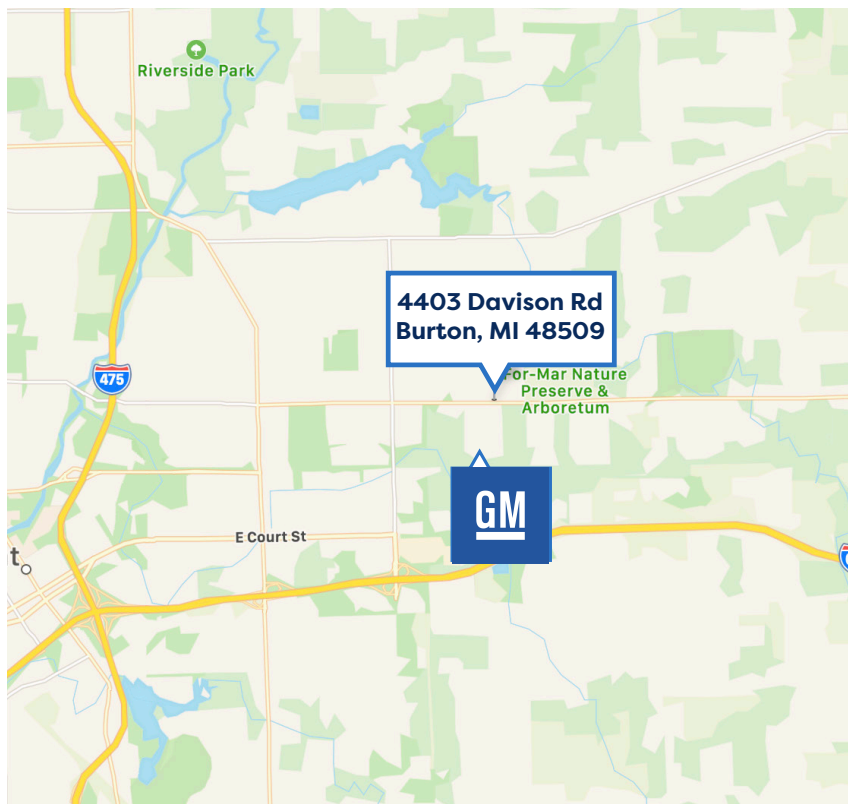 Riverside Park
4403 Davison Rd
Burton, MI 48509
475
For-Mar Nature
Preserve &
Arboretum
GM
E Court St
t.